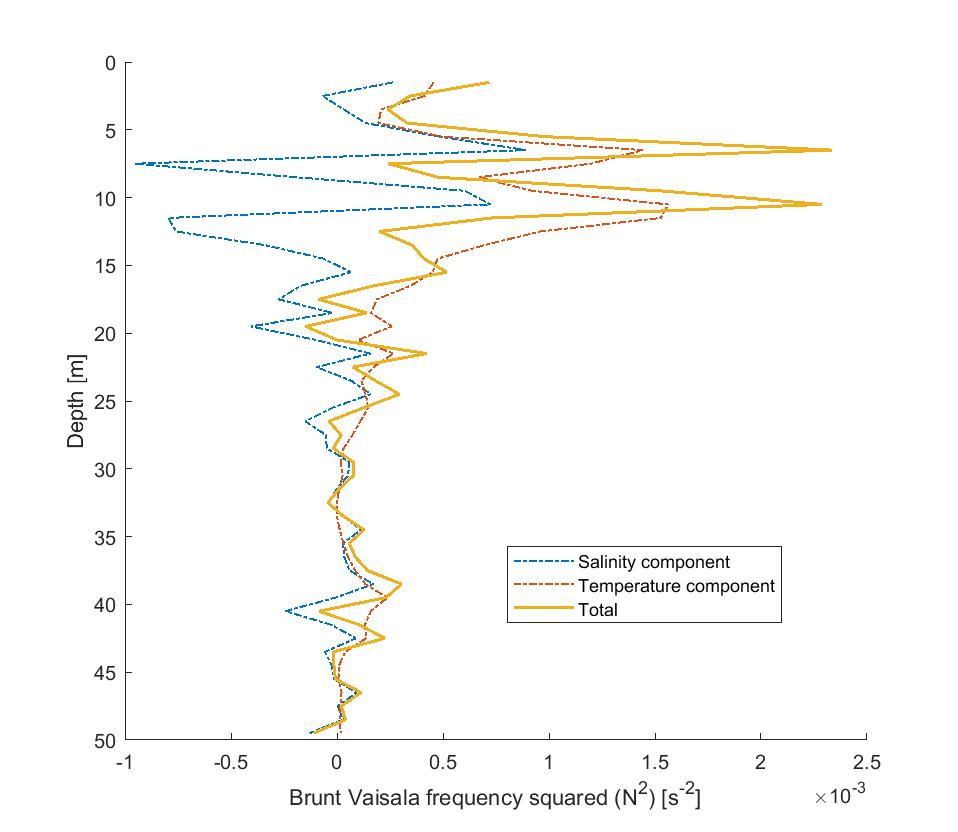 0
5
10
15
20
25
30
35
40
45
50
Depth [m]
Salinity component
Temperature component
Total
-1 -0.5 0 0.5 1 1.5 2 2.5
Brunt Vaisala frequency squared (N²) [s⁻²]
×10⁻³